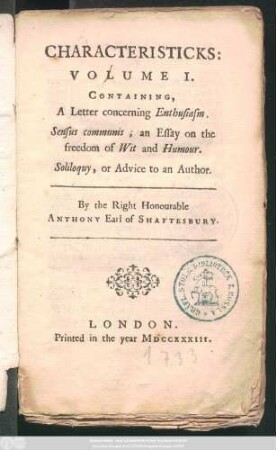 CHARACTERISTICKS:
VOLUME I.
CONTAINING,
A Letter concerning Enthusiasm.
Sensus communis; an Essay on the
freedom of Wit and Humour.
Soliloquy, or Advice to an Author.
By the Right Honourable
ANTHONY Earl of SHAFTESBURY.
LONDON.
Printed in the year MDCCXXXIII.
1733